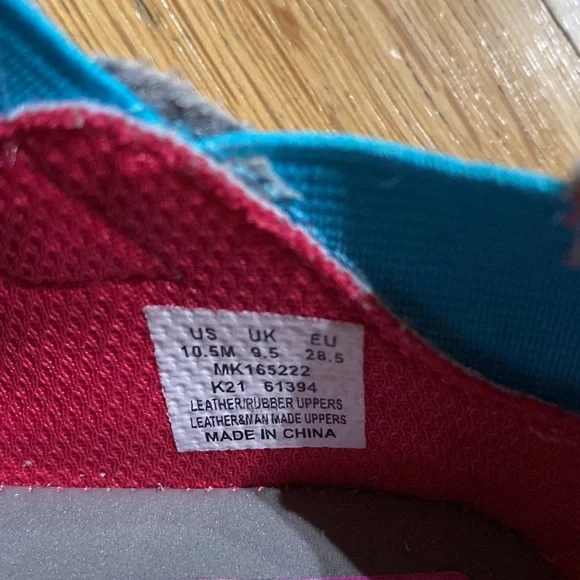 US UK EU
10.5M 9.5 28.5
MK165222
K21 61394
LEATHER/RUBBER UPPERS
LEATHER&MAN MADE UPPERS
MADE IN CHINA